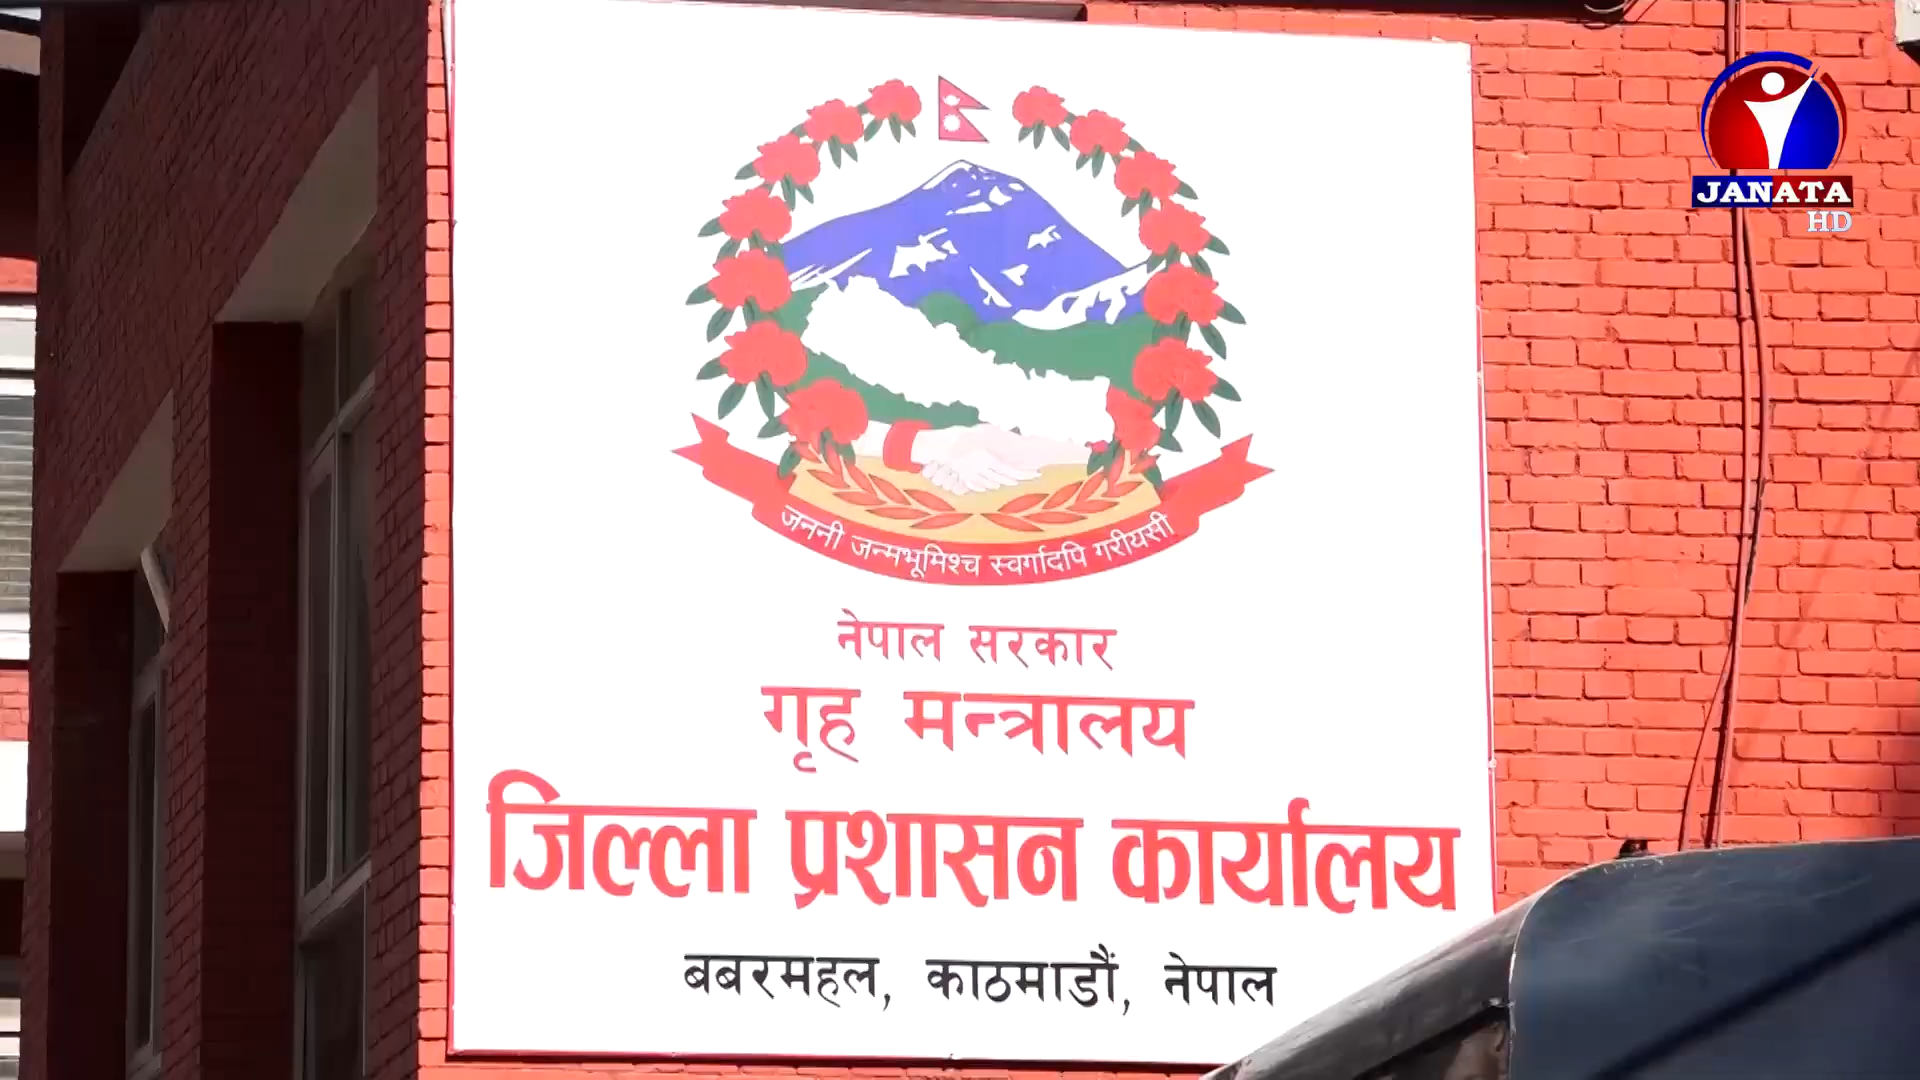 JANATA
HD
जननी जन्मभूमिश्च स्वर्गादपि गरीयसी
नेपाल सरकार
गृह मन्त्रालय
जिल्ला प्रशासन कार्यालय
बबरमहल, काठमाडौं, नेपाल